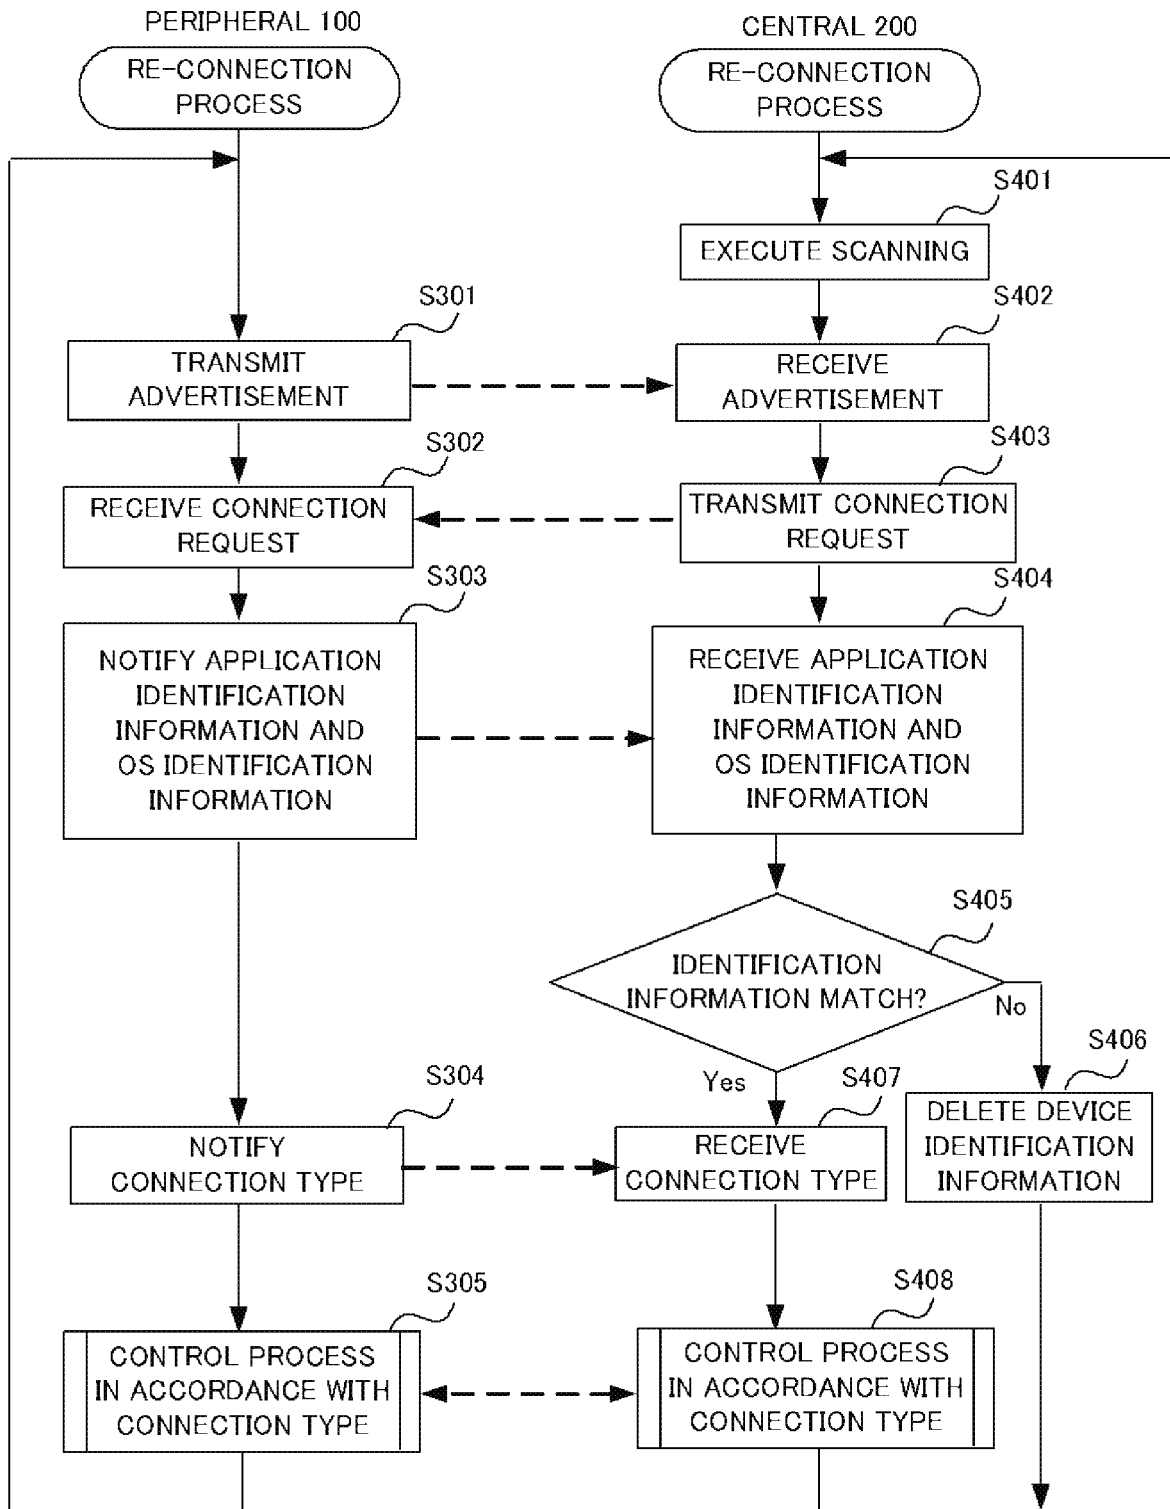 PERIPHERAL 100
RE-CONNECTION
PROCESS
CENTRAL 200
RE-CONNECTION
PROCESS
S401
EXECUTE SCANNING
S301
TRANSMIT
ADVERTISEMENT
S402
RECEIVE
ADVERTISEMENT
S302
RECEIVE CONNECTION
REQUEST
S403
TRANSMIT CONNECTION
REQUEST
S303
NOTIFY APPLICATION
IDENTIFICATION
INFORMATION AND
OS IDENTIFICATION
INFORMATION
S404
RECEIVE APPLICATION
IDENTIFICATION
INFORMATION AND
OS IDENTIFICATION
INFORMATION
S405
IDENTIFICATION
INFORMATION MATCH?
No
Yes
S406
DELETE DEVICE
IDENTIFICATION
INFORMATION
S304
NOTIFY
CONNECTION TYPE
S407
RECEIVE
CONNECTION TYPE
S305
CONTROL PROCESS
IN ACCORDANCE WITH
CONNECTION TYPE
S408
CONTROL PROCESS
IN ACCORDANCE WITH
CONNECTION TYPE